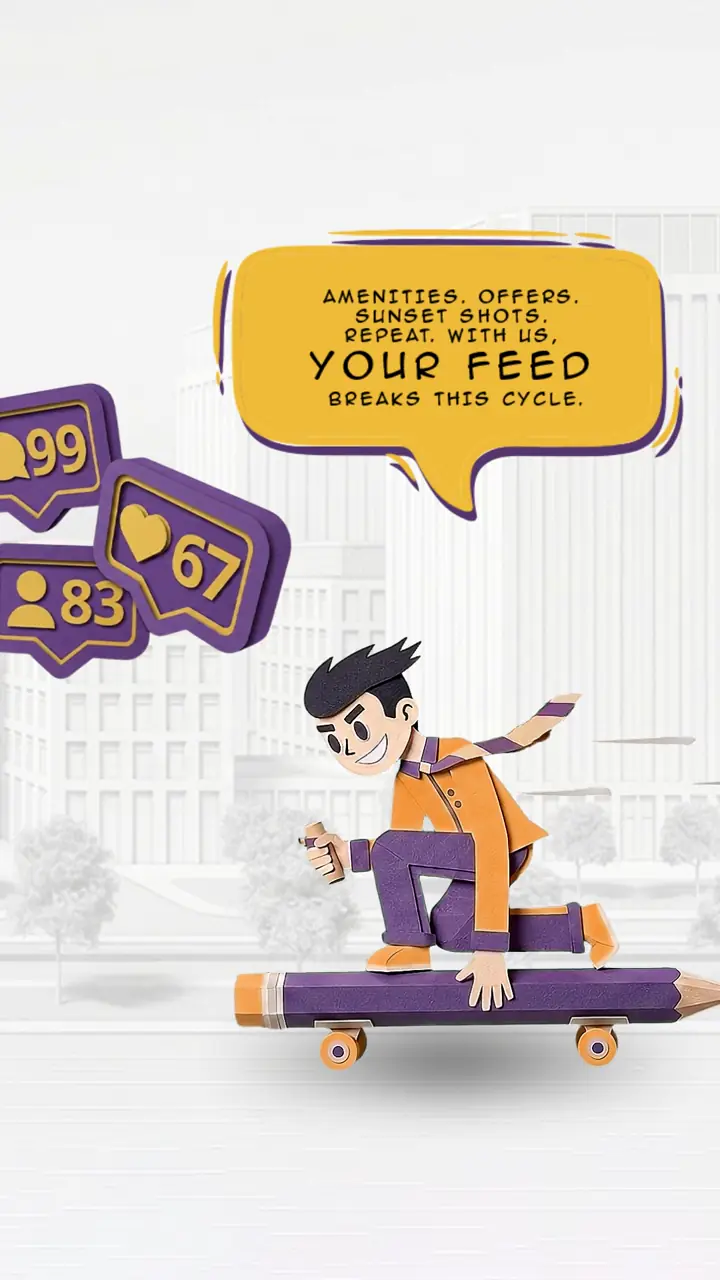 AMENITIES. OFFERS.
SUNSET SHOTS.
REPEAT. WITH US,
YOUR FEED
BREAKS THIS CYCLE.
99
67
83